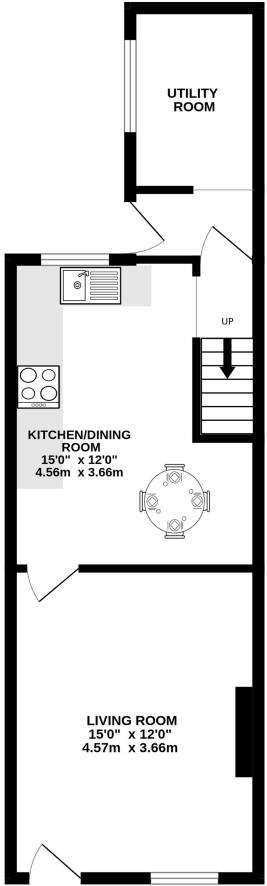 UTILITY
ROOM
UP
KITCHEN/DINING
ROOM
15'0" x 12'0"
4.56m x 3.66m
LIVING ROOM
15'0" x 12'0"
4.57m x 3.66m